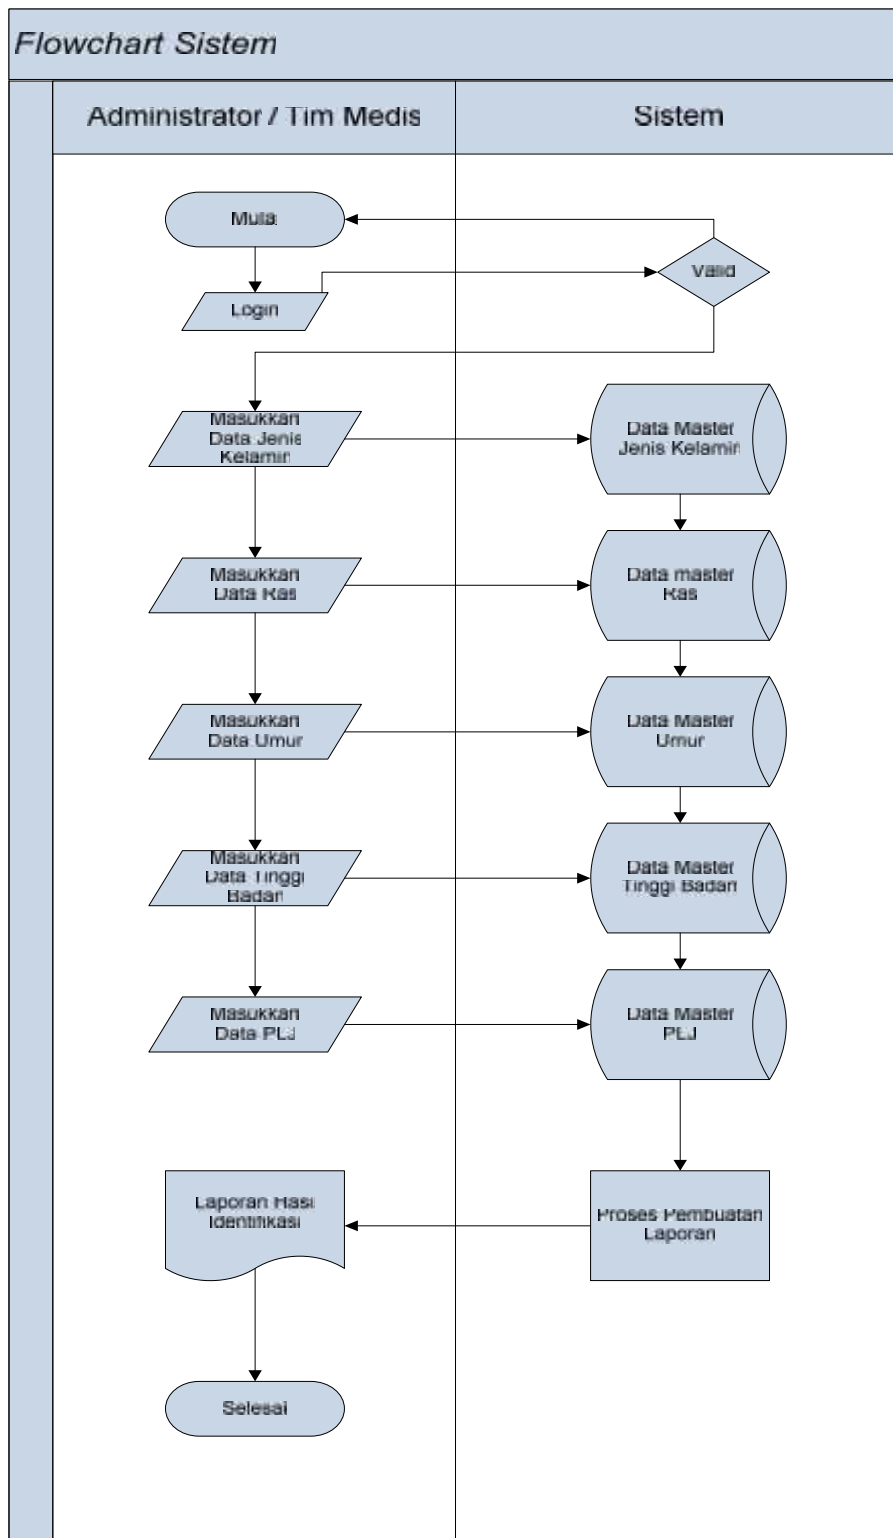 Flowchart Sistem
Administrator / Tim Medis
Sistem
Mulai
Valid
Login
Masukkan
Data Jenis
Kelamin
Data Master
Jenis Kelamin
Masukkan
Data Ras
Data master
Ras
Masukkan
Data Umur
Data Master
Umur
Masukkan
Data Tinggi
Badan
Data Master
Tinggi Badan
Masukkan
Data PLJ
Data Master
PLJ
Laporan Hasil
Identifikasi
Proses Pembuatan
Laporan
Selesai